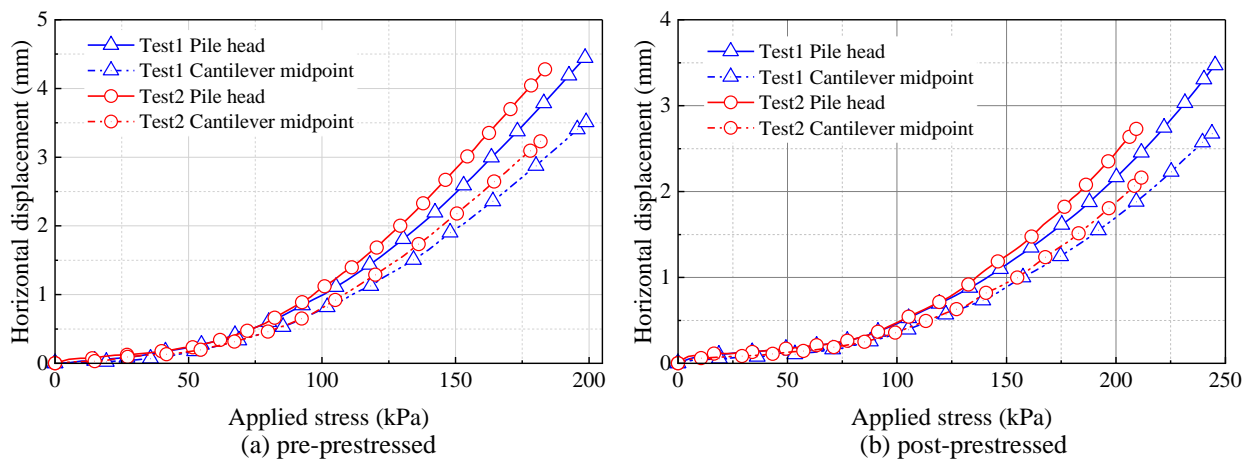 5
4
3
2
1
0
Horizontal displacement (mm)
Test1 Pile head
Test1 Cantilever midpoint
Test2 Pile head
Test2 Cantilever midpoint
0 50 100 150 200
Applied stress (kPa)
(a) pre-prestressed
4
3
2
1
0
Horizontal displacement (mm)
Test1 Pile head
Test1 Cantilever midpoint
Test2 Pile head
Test2 Cantilever midpoint
0 50 100 150 200 250
Applied stress (kPa)
(b) post-prestressed